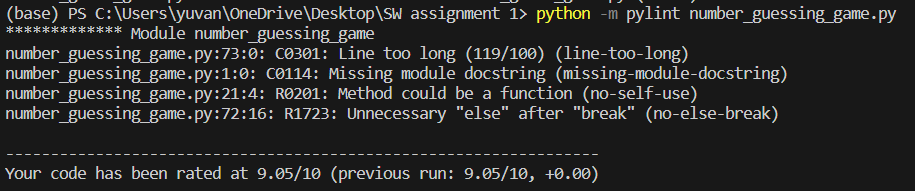 (base) PS C:\Users\yuvan\OneDrive\Desktop\SW assignment 1> python -m pylint number_guessing_game.py
************* Module number_guessing_game
number_guessing_game.py:73:0: C0301: Line too long (119/100) (line-too-long)
number_guessing_game.py:1:0: C0114: Missing module docstring (missing-module-docstring)
number_guessing_game.py:21:4: R0201: Method could be a function (no-self-use)
number_guessing_game.py:72:16: R1723: Unnecessary "else" after "break" (no-else-break)
------------------------------------------------------------------
Your code has been rated at 9.05/10 (previous run: 9.05/10, +0.00)